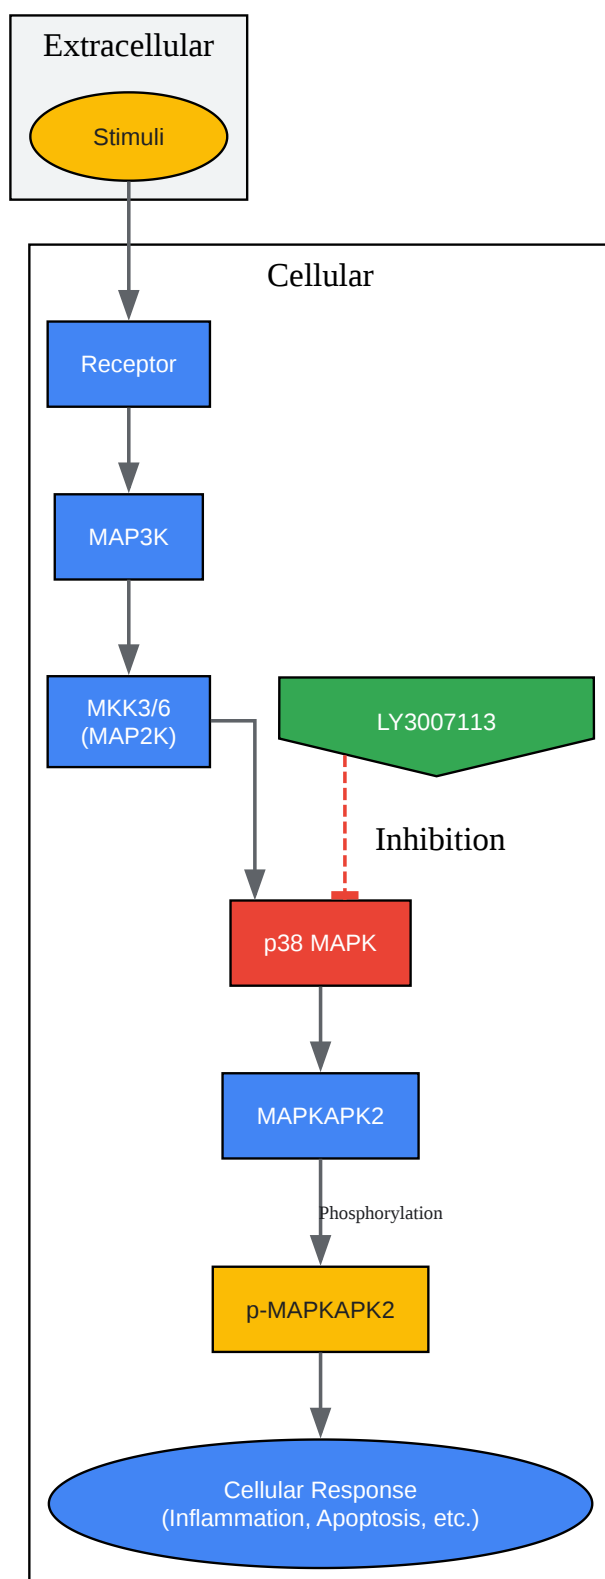 Extracellular
Stimuli
Cellular
Receptor
MAP3K
MKK3/6
(MAP2K)
LY3007113
Inhibition
p38 MAPK
MAPKAPK2
Phosphorylation
p-MAPKAPK2
Cellular Response
(Inflammation, Apoptosis, etc.)